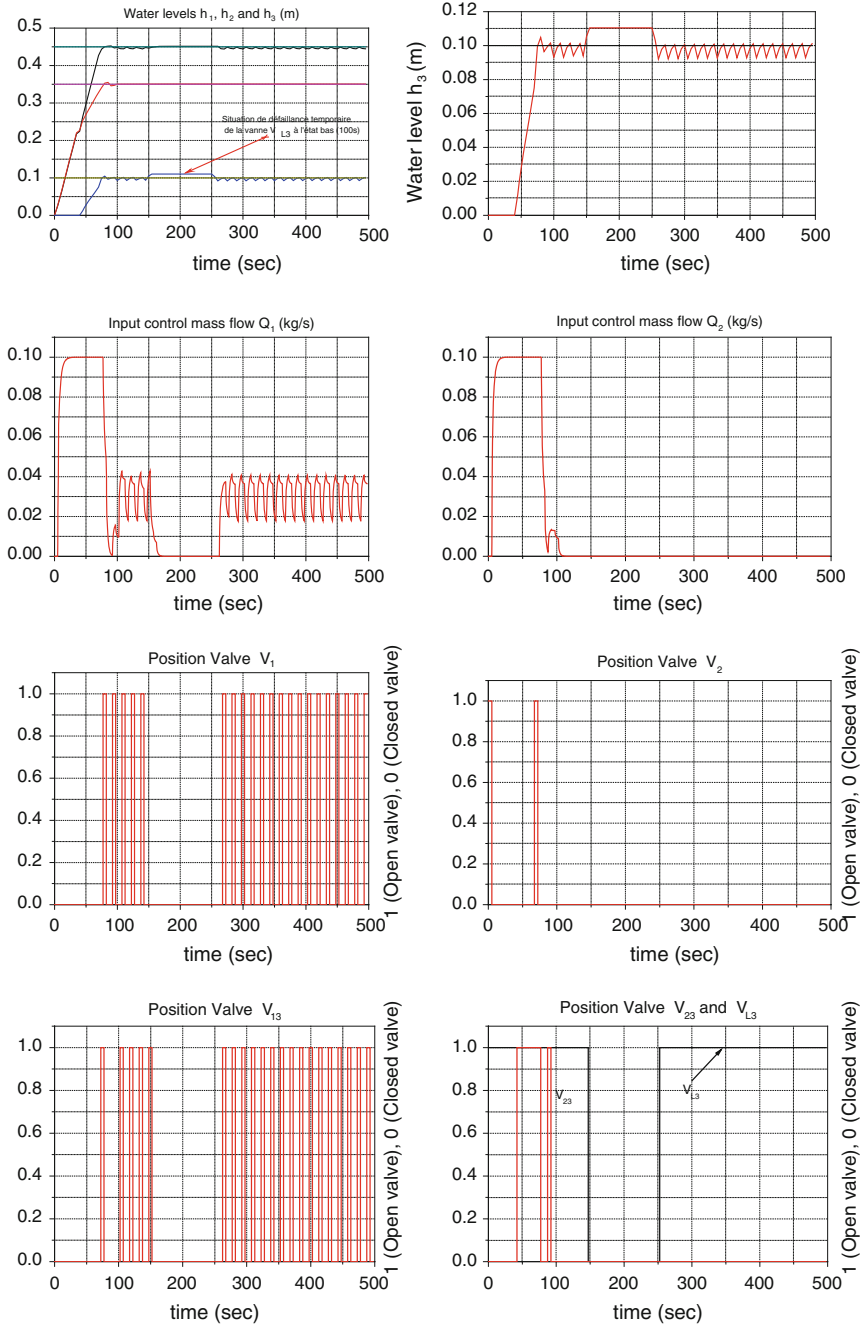 Water levels h1, h2 and h3 (m)
0.5
0.4
0.3
0.2
0.1
0.0
Situation de défaillance temporaire
de la vanne V L3 à l'état bas (100s)
0 100 200 300 400 500
time (sec)
Water level h3 (m)
0.12
0.10
0.08
0.06
0.04
0.02
0.00
0 100 200 300 400 500
time (sec)
Input control mass flow Q1 (kg/s)
0.10
0.08
0.06
0.04
0.02
0.00
0 100 200 300 400 500
time (sec)
Input control mass flow Q2 (kg/s)
0.10
0.08
0.06
0.04
0.02
0.00
0 100 200 300 400 500
time (sec)
Position Valve V1
1.0
0.8
0.6
0.4
0.2
0.0
0 100 200 300 400 500
time (sec)
1 (Open valve), 0 (Closed valve)
Position Valve V2
1.0
0.8
0.6
0.4
0.2
0.0
0 100 200 300 400 500
time (sec)
1 (Open valve), 0 (Closed valve)
Position Valve V13
1.0
0.8
0.6
0.4
0.2
0.0
0 100 200 300 400 500
time (sec)
1 (Open valve), 0 (Closed valve)
Position Valve V23 and VL3
1.0
0.8
0.6
0.4
0.2
0.0
V23
VL3
0 100 200 300 400 500
time (sec)
1 (Open valve), 0 (Closed valve)